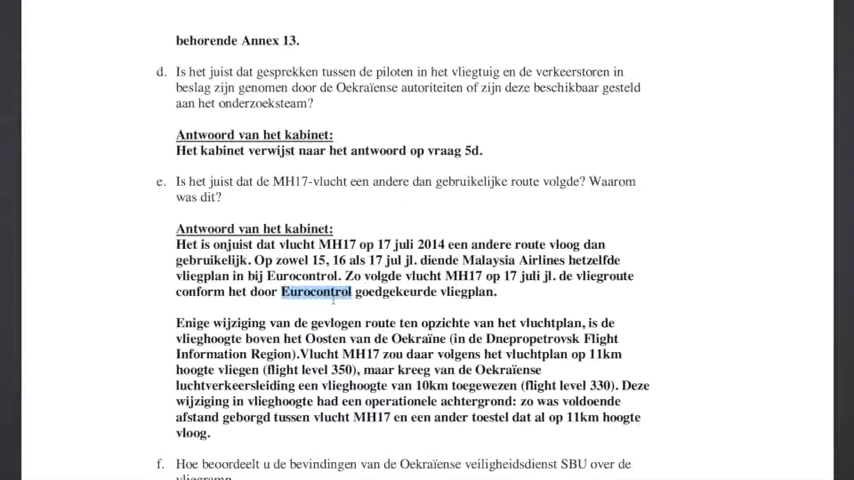 behorende Annex 13.
d. Is het juist dat gesprekken tussen de piloten in het vliegtuig en de verkeerstoren in
beslag zijn genomen door de Oekraïense autoriteiten of zijn deze beschikbaar gesteld
aan het onderzoeksteam?
Antwoord van het kabinet:
Het kabinet verwijst naar het antwoord op vraag 5d.
e. Is het juist dat de MH17-vlucht een andere dan gebruikelijke route volgde? Waarom
was dit?
Antwoord van het kabinet:
Het is onjuist dat vlucht MH17 op 17 juli 2014 een andere route vloog dan
gebruikelijk. Op zowel 15, 16 als 17 jul jl. diende Malaysia Airlines hetzelfde
vliegplan in bij Eurocontrol. Zo volgde vlucht MH17 op 17 juli jl. de vliegroute
conform het door Eurocontrol goedgekeurde vliegplan.
Enige wijziging van de gevlogen route ten opzichte van het vluchtplan, is de
vlieghoogte boven het Oosten van de Oekraïne (in de Dnepropetrovsk Flight
Information Region).Vlucht MH17 zou daar volgens het vluchtplan op 11km
hoogte vliegen (flight level 350), maar kreeg van de Oekraïense
luchtverkeersleiding een vlieghoogte van 10km toegewezen (flight level 330). Deze
wijziging in vlieghoogte had een operationele achtergrond: zo was voldoende
afstand geborgd tussen vlucht MH17 en een ander toestel dat al op 11km hoogte
vloog.
f. Hoe beoordeelt u de bevindingen van de Oekraïense veiligheidsdienst SBU over de